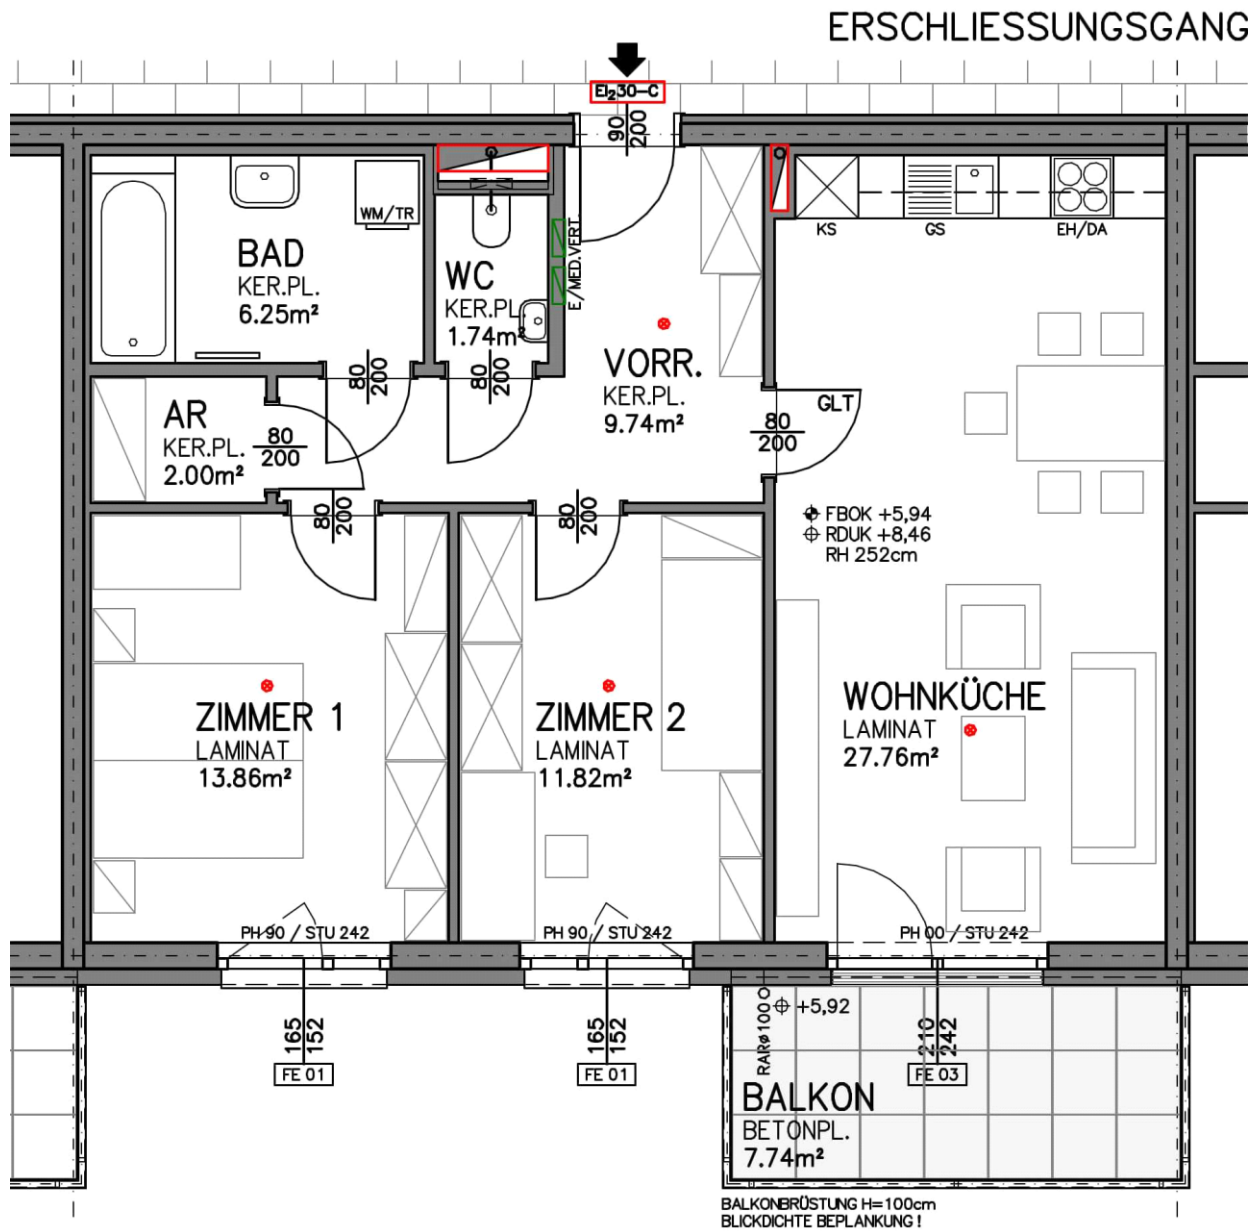 ERSCHLIESSUNGSGANG
EI₂30-C
90
200
WM/TR
BAD
KER.PL.
6.25m²
WC
KER.PL.
1.74m²
E/MED.VERT.
VORR.
KER.PL.
9.74m²
KS
GS
EH/DA
80
200
80
200
AR
KER.PL.
2.00m²
80
200
GLT
80
200
80
200
80
200
FBOK +5,94
RDUK +8,46
RH 252cm
ZIMMER 1
LAMINAT
13.86m²
ZIMMER 2
LAMINAT
11.82m²
WOHNKÜCHE
LAMINAT
27.76m²
PH 90 / STU 242
PH 90 / STU 242
PH 00 / STU 242
165
152
FE 01
165
152
FE 01
RARø100
+5,92
210
242
FE 03
BALKON
BETONPL.
7.74m²
BALKONBRÜSTUNG H=100cm
BLICKDICHTE BEPLANKUNG !